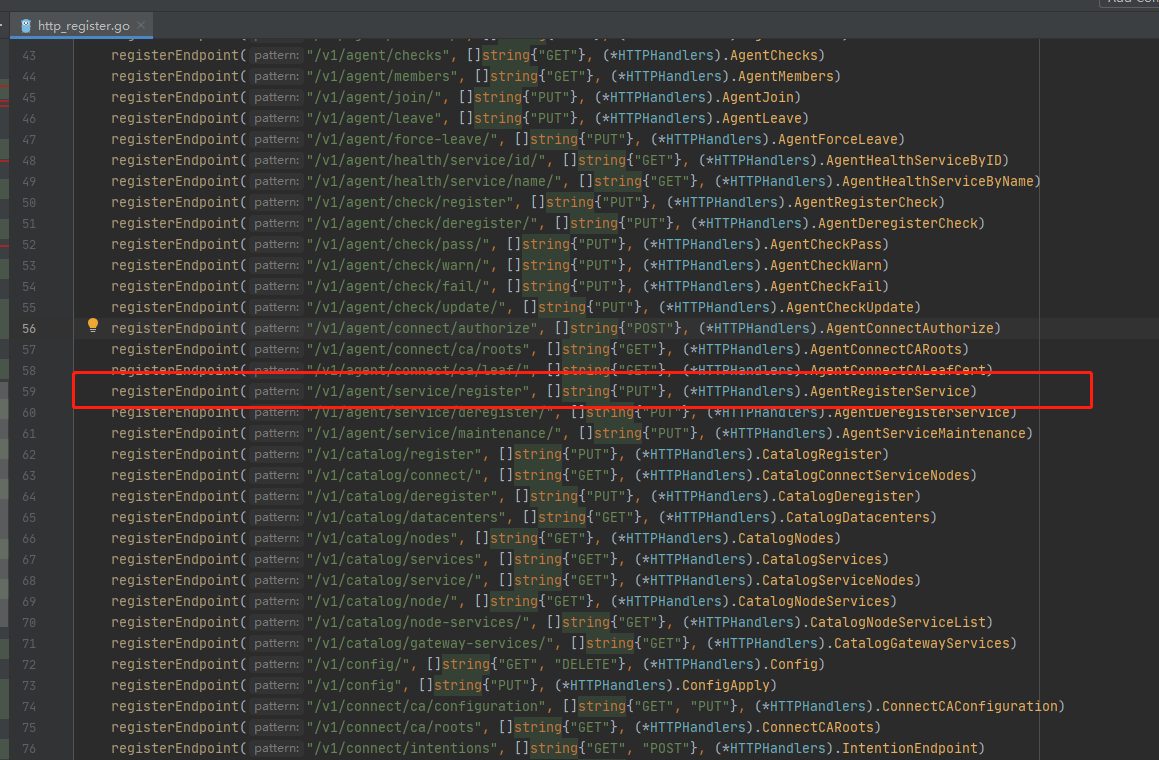 Add Con
http_register.go
43 registerEndpoint( pattern: "/v1/agent/checks", []string{"GET"}, (*HTTPHandlers).AgentChecks)
44 registerEndpoint( pattern: "/v1/agent/members", []string{"GET"}, (*HTTPHandlers).AgentMembers)
45 registerEndpoint( pattern: "/v1/agent/join/", []string{"PUT"}, (*HTTPHandlers).AgentJoin)
46 registerEndpoint( pattern: "/v1/agent/leave", []string{"PUT"}, (*HTTPHandlers).AgentLeave)
47 registerEndpoint( pattern: "/v1/agent/force-leave/", []string{"PUT"}, (*HTTPHandlers).AgentForceLeave)
48 registerEndpoint( pattern: "/v1/agent/health/service/id/", []string{"GET"}, (*HTTPHandlers).AgentHealthServiceByID)
49 registerEndpoint( pattern: "/v1/agent/health/service/name/", []string{"GET"}, (*HTTPHandlers).AgentHealthServiceByName)
50 registerEndpoint( pattern: "/v1/agent/check/register", []string{"PUT"}, (*HTTPHandlers).AgentRegisterCheck)
51 registerEndpoint( pattern: "/v1/agent/check/deregister/", []string{"PUT"}, (*HTTPHandlers).AgentDeregisterCheck)
52 registerEndpoint( pattern: "/v1/agent/check/pass/", []string{"PUT"}, (*HTTPHandlers).AgentCheckPass)
53 registerEndpoint( pattern: "/v1/agent/check/warn/", []string{"PUT"}, (*HTTPHandlers).AgentCheckWarn)
54 registerEndpoint( pattern: "/v1/agent/check/fail/", []string{"PUT"}, (*HTTPHandlers).AgentCheckFail)
55 registerEndpoint( pattern: "/v1/agent/check/update/", []string{"PUT"}, (*HTTPHandlers).AgentCheckUpdate)
56 registerEndpoint( pattern: "/v1/agent/connect/authorize", []string{"POST"}, (*HTTPHandlers).AgentConnectAuthorize)
57 registerEndpoint( pattern: "/v1/agent/connect/ca/roots", []string{"GET"}, (*HTTPHandlers).AgentConnectCARoots)
58 registerEndpoint( pattern: "/v1/agent/connect/ca/leaf/", []string{"GET"}, (*HTTPHandlers).AgentConnectCALeafCert)
59 registerEndpoint( pattern: "/v1/agent/service/register", []string{"PUT"}, (*HTTPHandlers).AgentRegisterService)
60 registerEndpoint( pattern: "/v1/agent/service/deregister/", []string{"PUT"}, (*HTTPHandlers).AgentDeregisterService)
61 registerEndpoint( pattern: "/v1/agent/service/maintenance/", []string{"PUT"}, (*HTTPHandlers).AgentServiceMaintenance)
62 registerEndpoint( pattern: "/v1/catalog/register", []string{"PUT"}, (*HTTPHandlers).CatalogRegister)
63 registerEndpoint( pattern: "/v1/catalog/connect/", []string{"GET"}, (*HTTPHandlers).CatalogConnectServiceNodes)
64 registerEndpoint( pattern: "/v1/catalog/deregister", []string{"PUT"}, (*HTTPHandlers).CatalogDeregister)
65 registerEndpoint( pattern: "/v1/catalog/datacenters", []string{"GET"}, (*HTTPHandlers).CatalogDatacenters)
66 registerEndpoint( pattern: "/v1/catalog/nodes", []string{"GET"}, (*HTTPHandlers).CatalogNodes)
67 registerEndpoint( pattern: "/v1/catalog/services", []string{"GET"}, (*HTTPHandlers).CatalogServices)
68 registerEndpoint( pattern: "/v1/catalog/service/", []string{"GET"}, (*HTTPHandlers).CatalogServiceNodes)
69 registerEndpoint( pattern: "/v1/catalog/node/", []string{"GET"}, (*HTTPHandlers).CatalogNodeServices)
70 registerEndpoint( pattern: "/v1/catalog/node-services/", []string{"GET"}, (*HTTPHandlers).CatalogNodeServiceList)
71 registerEndpoint( pattern: "/v1/catalog/gateway-services/", []string{"GET"}, (*HTTPHandlers).CatalogGatewayServices)
72 registerEndpoint( pattern: "/v1/config/", []string{"GET", "DELETE"}, (*HTTPHandlers).Config)
73 registerEndpoint( pattern: "/v1/config", []string{"PUT"}, (*HTTPHandlers).ConfigApply)
74 registerEndpoint( pattern: "/v1/connect/ca/configuration", []string{"GET", "PUT"}, (*HTTPHandlers).ConnectCAConfiguration)
75 registerEndpoint( pattern: "/v1/connect/ca/roots", []string{"GET"}, (*HTTPHandlers).ConnectCARoots)
76 registerEndpoint( pattern: "/v1/connect/intentions", []string{"GET", "POST"}, (*HTTPHandlers).IntentionEndpoint)